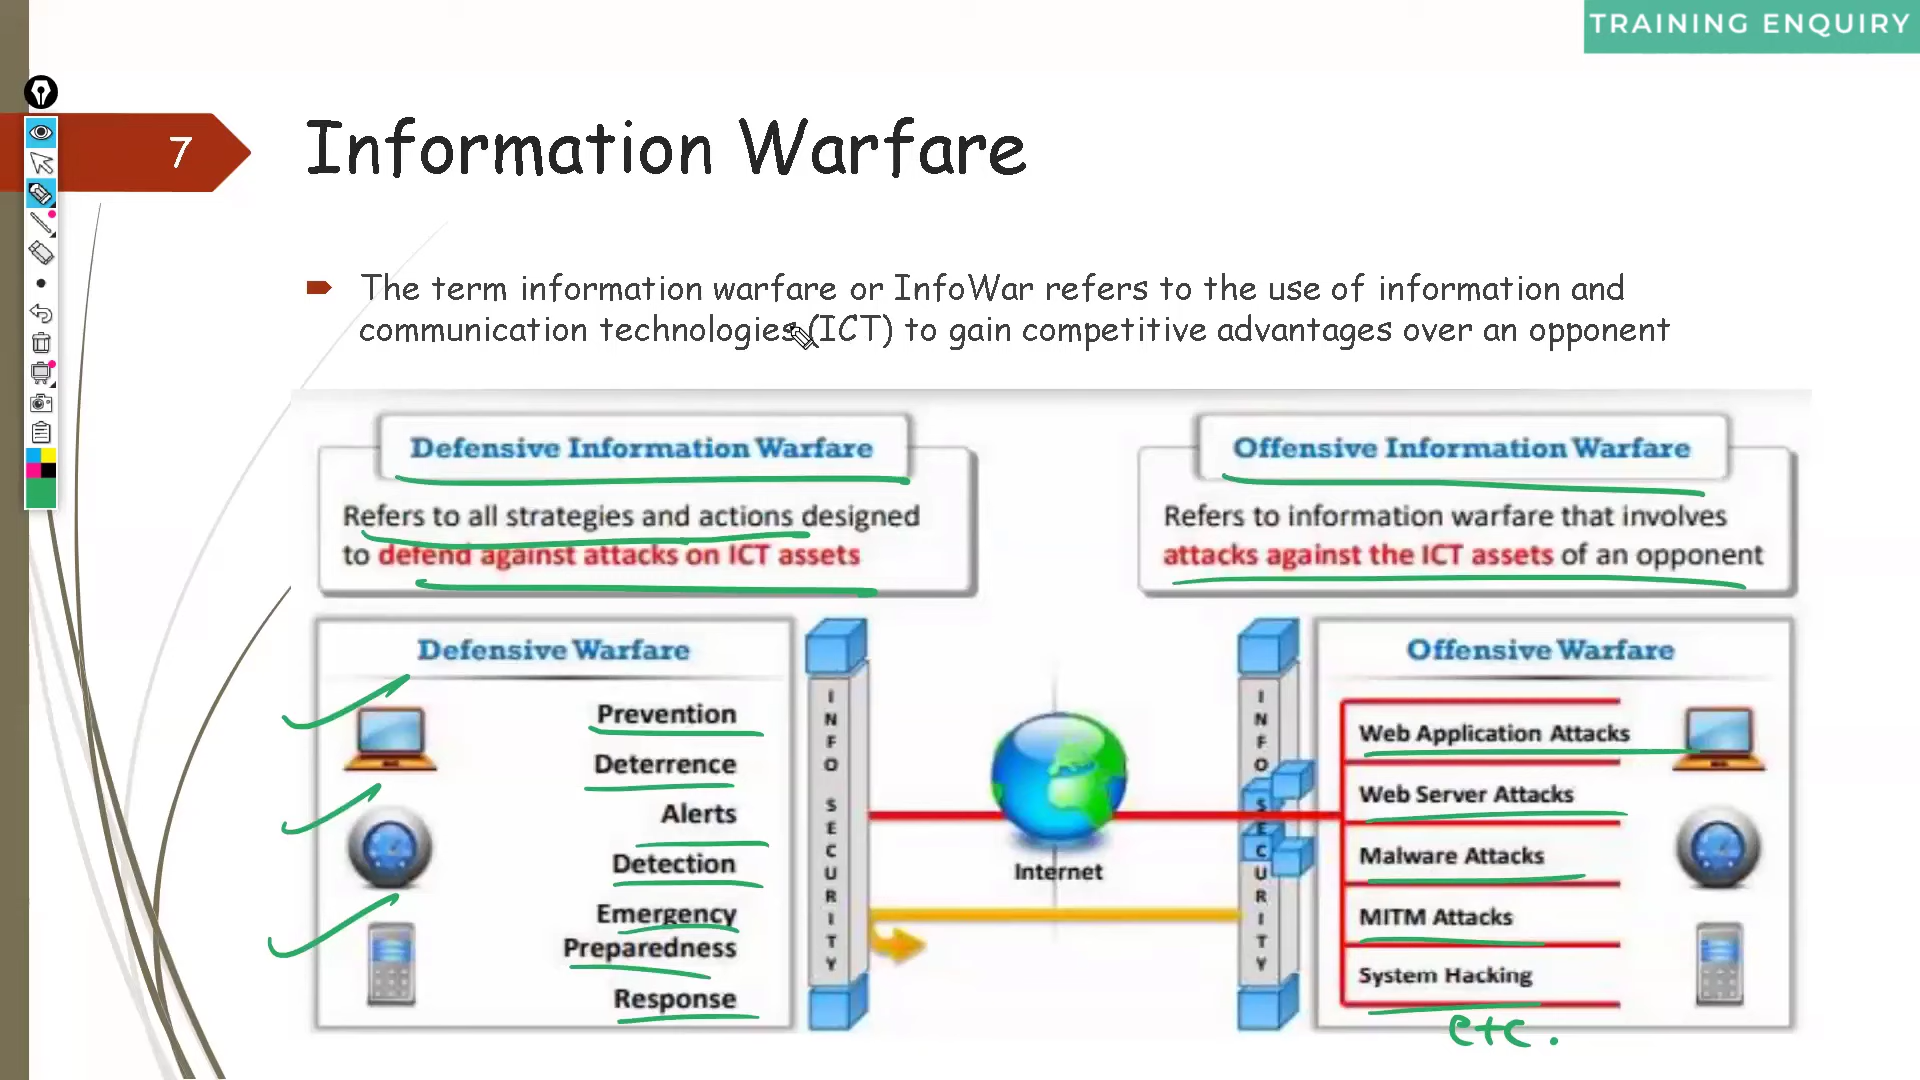 TRAINING ENQUIRY
7
Information Warfare
The term information warfare or InfoWar refers to the use of information and
communication technologies (ICT) to gain competitive advantages over an opponent
Defensive Information Warfare
Refers to all strategies and actions designed
to defend against attacks on ICT assets
Offensive Information Warfare
Refers to information warfare that involves
attacks against the ICT assets of an opponent
Defensive Warfare
Prevention
Deterrence
Alerts
Detection
Emergency
Preparedness
Response
INFO SECURITY
Internet
INFO SECURITY
Offensive Warfare
Web Application Attacks
Web Server Attacks
Malware Attacks
MITM Attacks
System Hacking
etc.